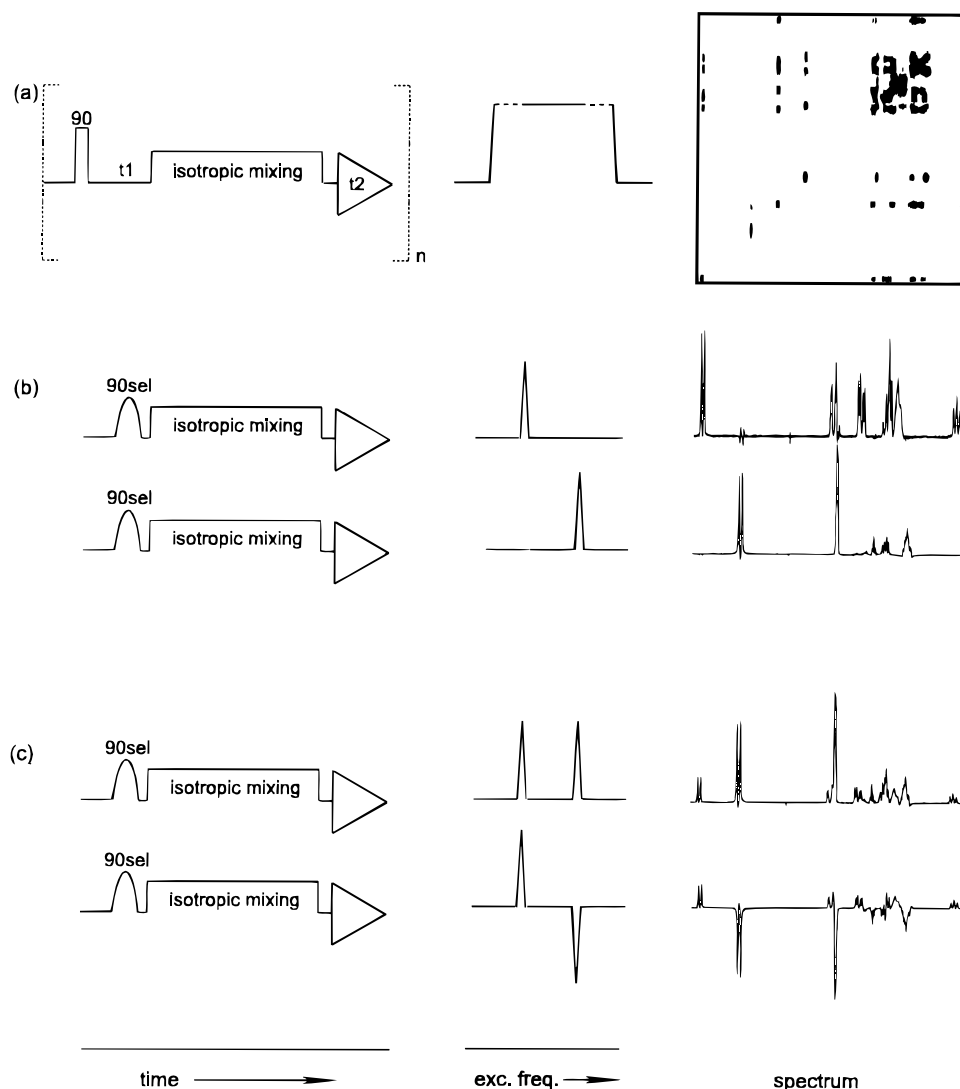 (a)
90
t1
isotropic mixing
t2
n
(b)
90sel
isotropic mixing
90sel
isotropic mixing
(c)
90sel
isotropic mixing
90sel
isotropic mixing
time
exc. freq.
spectrum